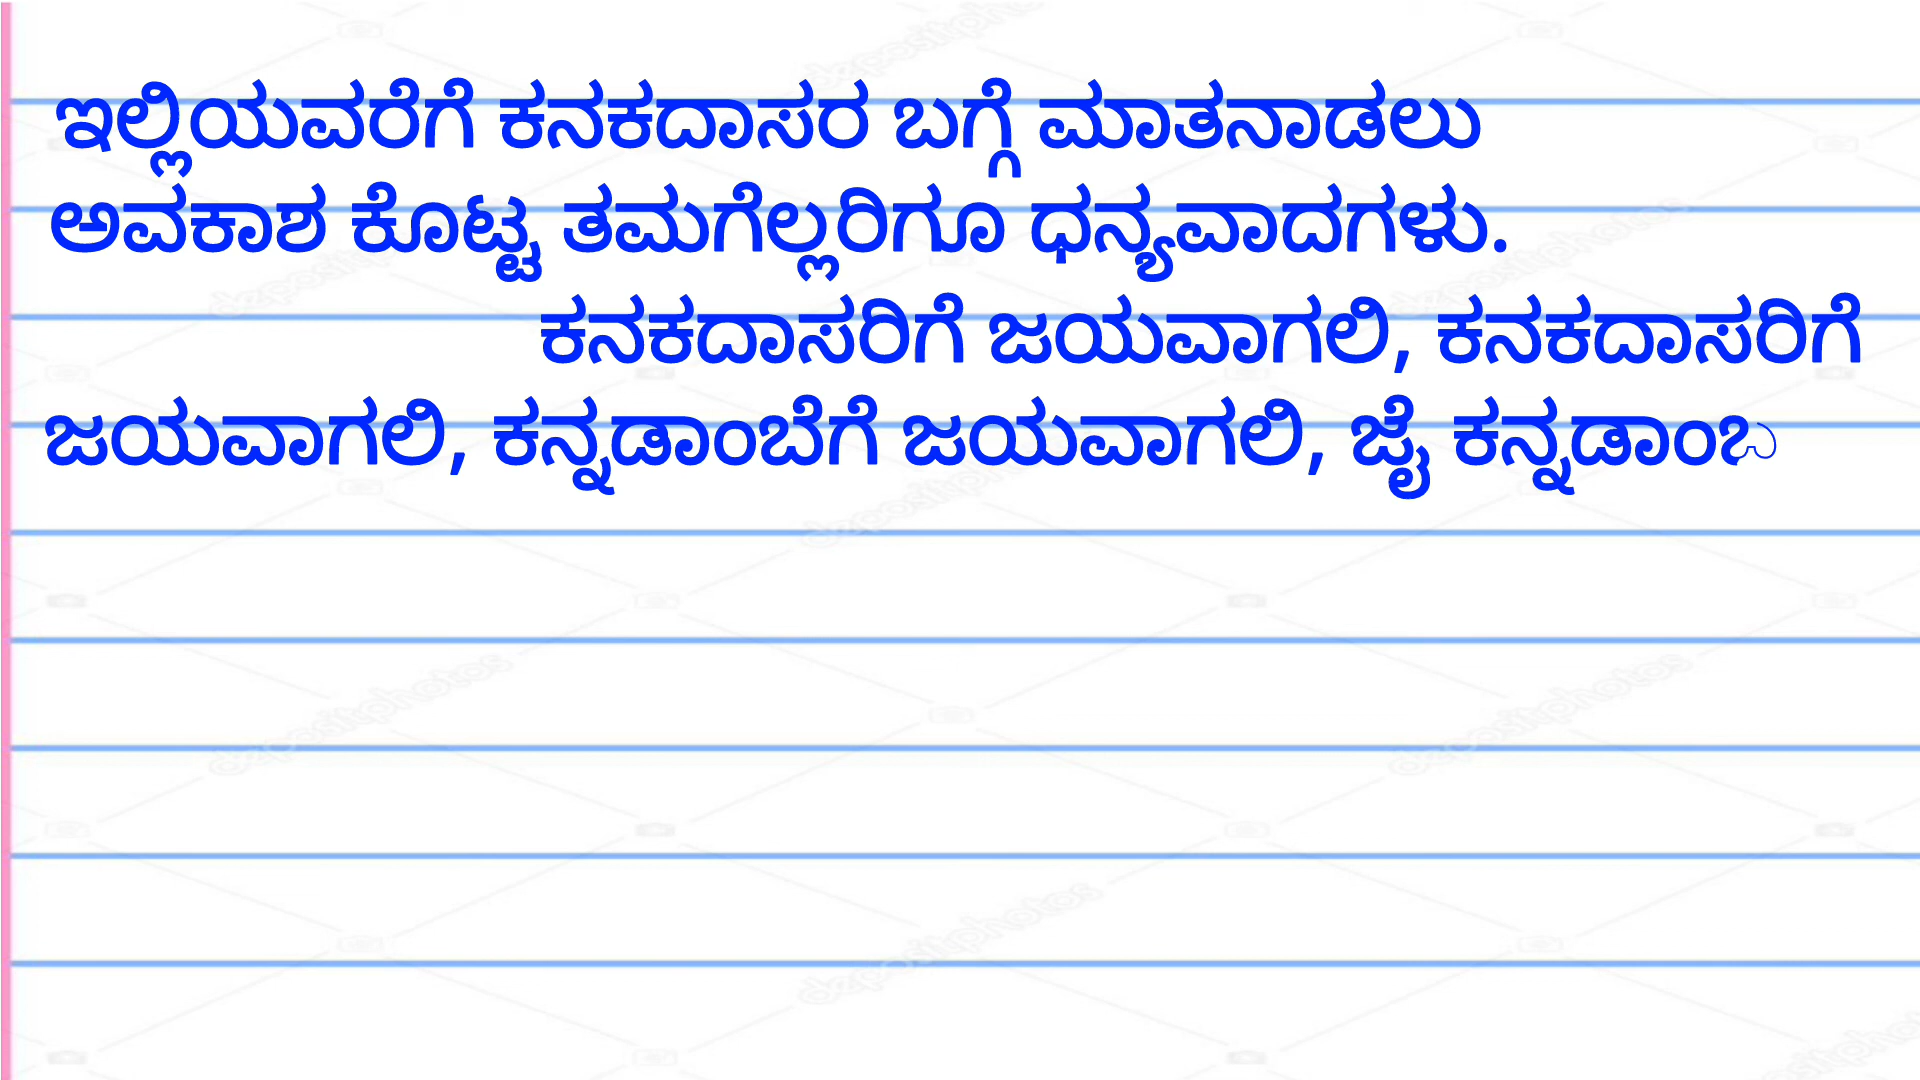 ಇಲ್ಲಿಯವರೆಗೆ ಕನಕದಾಸರ ಬಗ್ಗೆ ಮಾತನಾಡಲು
ಅವಕಾಶ ಕೊಟ್ಟ ತಮಗೆಲ್ಲರಿಗೂ ಧನ್ಯವಾದಗಳು.
ಕನಕದಾಸರಿಗೆ ಜಯವಾಗಲಿ, ಕನಕದಾಸರಿಗೆ
ಜಯವಾಗಲಿ, ಕನ್ನಡಾಂಬೆಗೆ ಜಯವಾಗಲಿ, ಜೈ ಕನ್ನಡಾಂಬ